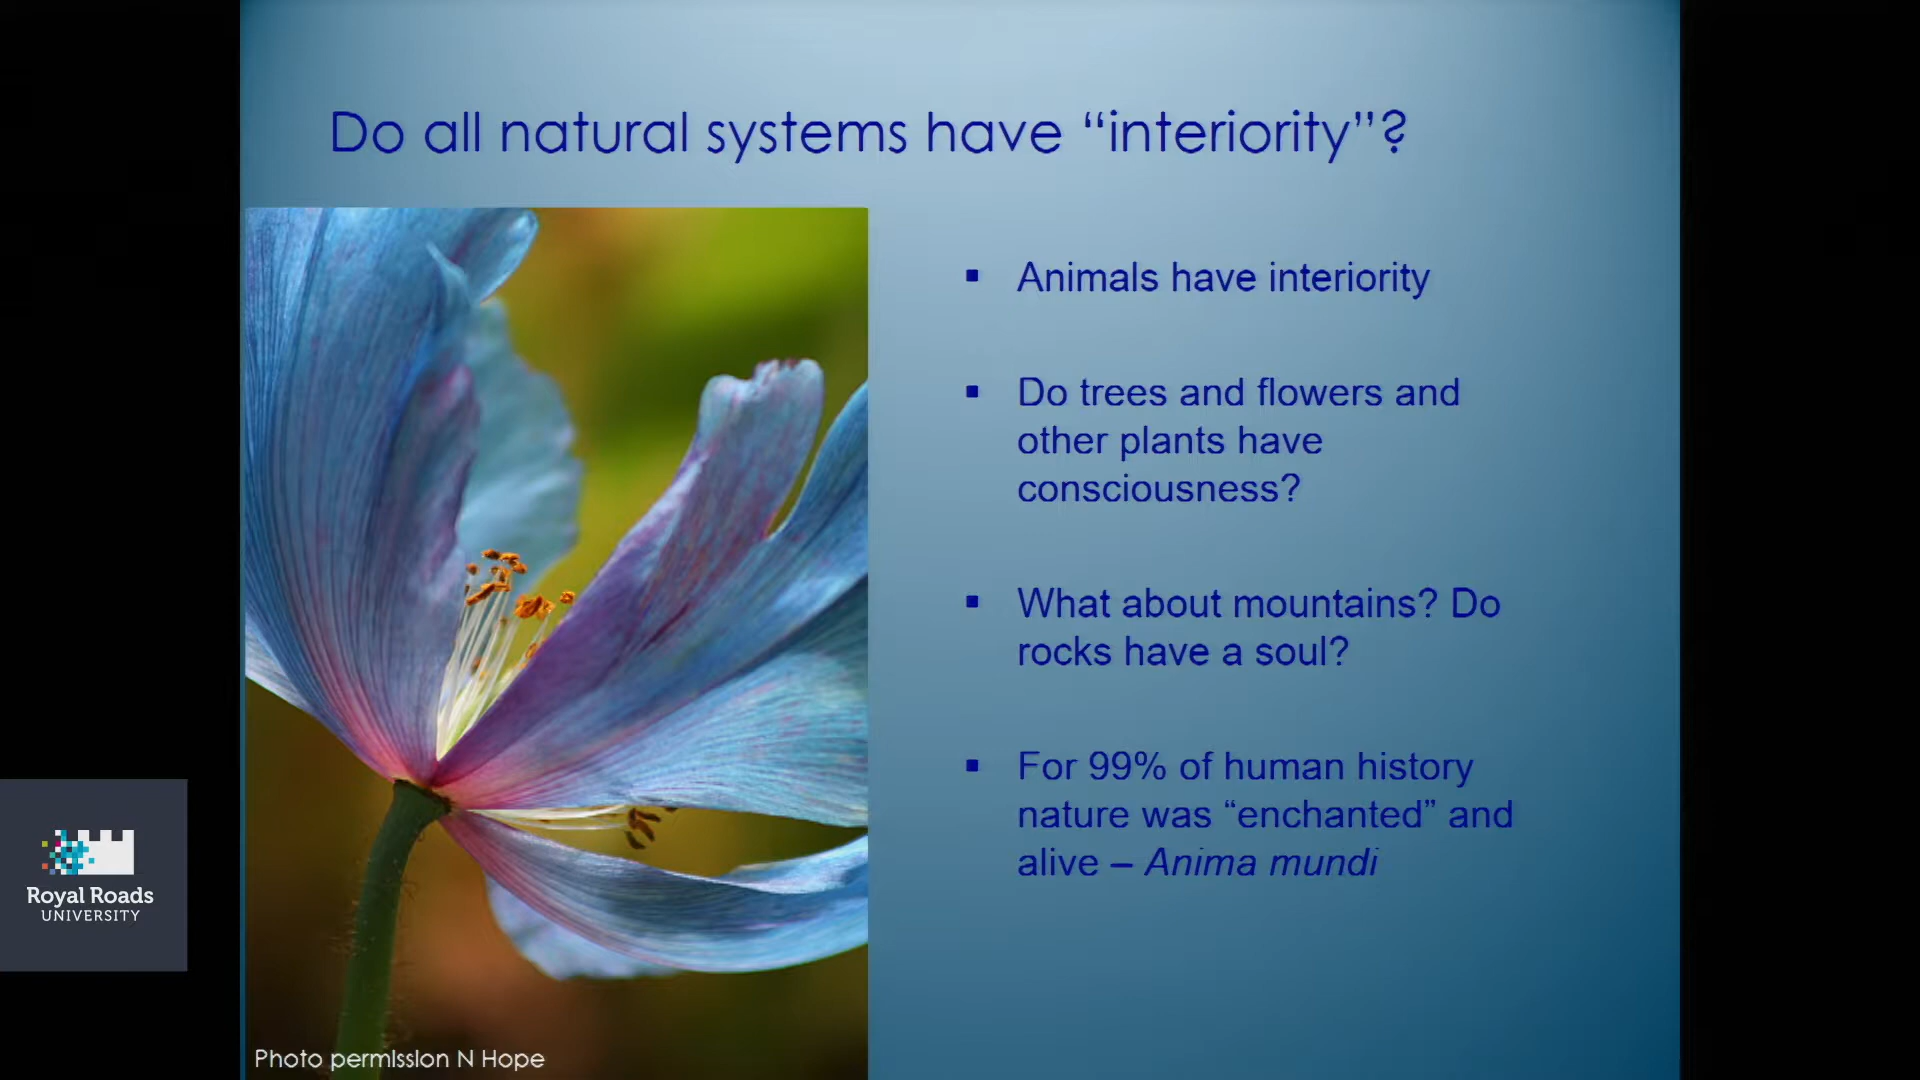 Do all natural systems have “interiority”?
▪ Animals have interiority
▪ Do trees and flowers and
other plants have
consciousness?
▪ What about mountains? Do
rocks have a soul?
▪ For 99% of human history
nature was “enchanted” and
alive – Anima mundi
Royal Roads
UNIVERSITY
Photo permission N Hope